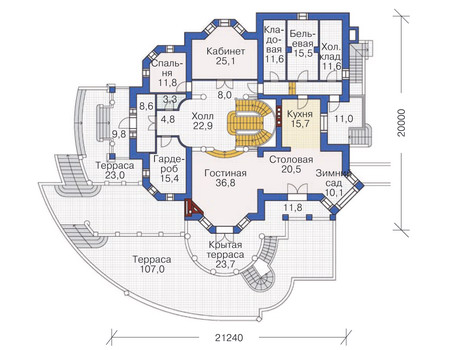 Кла-
довая
11,6
Бель-
евая
15,5
Хол.
клад.
11,6
Кабинет
25,1
Спаль-
ня
11,8
8,0
3,3
8,6
4,8
Холл
22,9
Кухня
15,7
11,0
9,8
Терраса
23,0
Гарде-
роб
15,4
Гостиная
36,8
Столовая
20,5
Зимний
сад
10,1
11,8
Крытая
терраса
23,7
Терраса
107,0
20000
21240